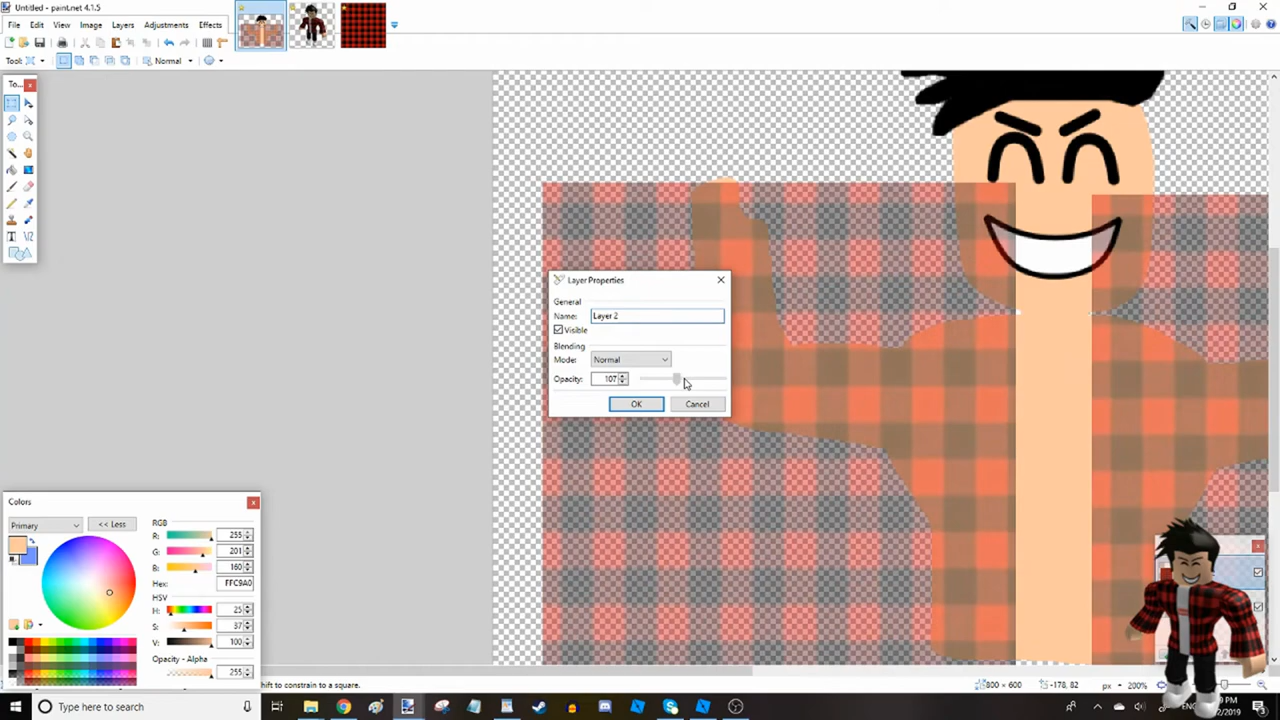 Untitled - paint.net 4.1.5
File Edit View Image Layers Adjustments Effects
Tool: Normal
To...
Layer Properties
General
Name: Layer 2
Visible
Blending
Mode: Normal
Opacity: 107
OK Cancel
Colors
Primary << Less
RGB
R: 255
G: 201
B: 160
Hex: FFC9A0
HSV
H: 25
S: 37
V: 100
Opacity - Alpha
255
shift to constrain to a square.
800 × 600 -178, 82 px 200%
Type here to search
ENG